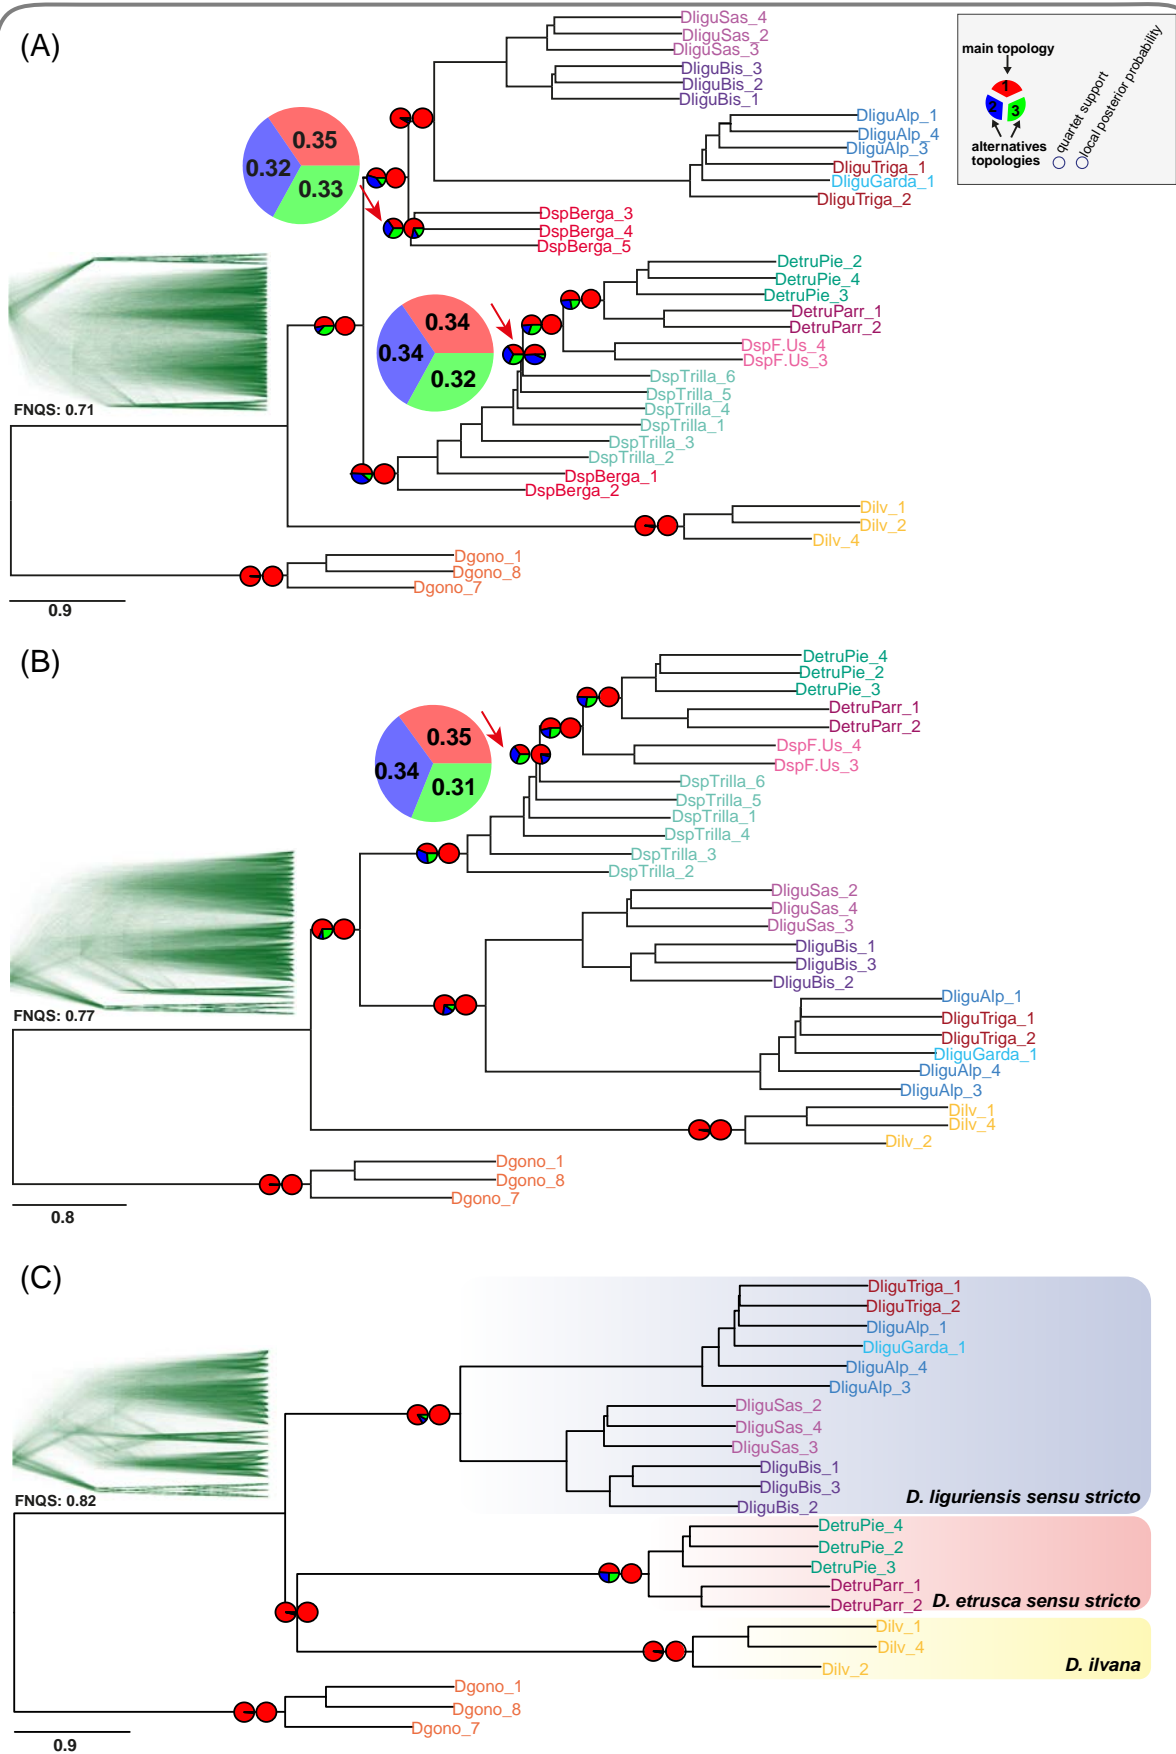 (A)
DliguSas_4
DliguSas_2
DliguSas_3
DliguBis_3
DliguBis_2
DliguBis_1
DliguAlp_1
DliguAlp_4
DliguAlp_3
DliguTriga_1
DliguGarda_1
DliguTriga_2
DspBerga_3
DspBerga_4
DspBerga_5
DetruPie_2
DetruPie_4
DetruPie_3
DetruParr_1
DetruParr_2
DspF.Us_4
DspF.Us_3
DspTrilla_6
DspTrilla_5
DspTrilla_4
DspTrilla_1
DspTrilla_3
DspTrilla_2
DspBerga_1
DspBerga_2
Dilv_1
Dilv_2
Dilv_4
Dgono_1
Dgono_8
Dgono_7
0.35
0.32
0.33
0.34
0.34
0.32
FNQS: 0.71
0.9
main topology
1
2
3
alternatives
topologies
quartet support
local posterior probability
(B)
DetruPie_4
DetruPie_2
DetruPie_3
DetruParr_1
DetruParr_2
DspF.Us_4
DspF.Us_3
DspTrilla_6
DspTrilla_5
DspTrilla_1
DspTrilla_4
DspTrilla_3
DspTrilla_2
DliguSas_2
DliguSas_4
DliguSas_3
DliguBis_1
DliguBis_3
DliguBis_2
DliguAlp_1
DliguTriga_1
DliguTriga_2
DliguGarda_1
DliguAlp_4
DliguAlp_3
Dilv_1
Dilv_4
Dilv_2
Dgono_1
Dgono_8
Dgono_7
0.35
0.34
0.31
FNQS: 0.77
0.8
(C)
DliguTriga_1
DliguTriga_2
DliguAlp_1
DliguGarda_1
DliguAlp_4
DliguAlp_3
DliguSas_2
DliguSas_4
DliguSas_3
DliguBis_1
DliguBis_3
DliguBis_2
D. liguriensis sensu stricto
DetruPie_4
DetruPie_2
DetruPie_3
DetruParr_1
DetruParr_2
D. etrusca sensu stricto
Dilv_1
Dilv_4
Dilv_2
D. ilvana
Dgono_1
Dgono_8
Dgono_7
FNQS: 0.82
0.9